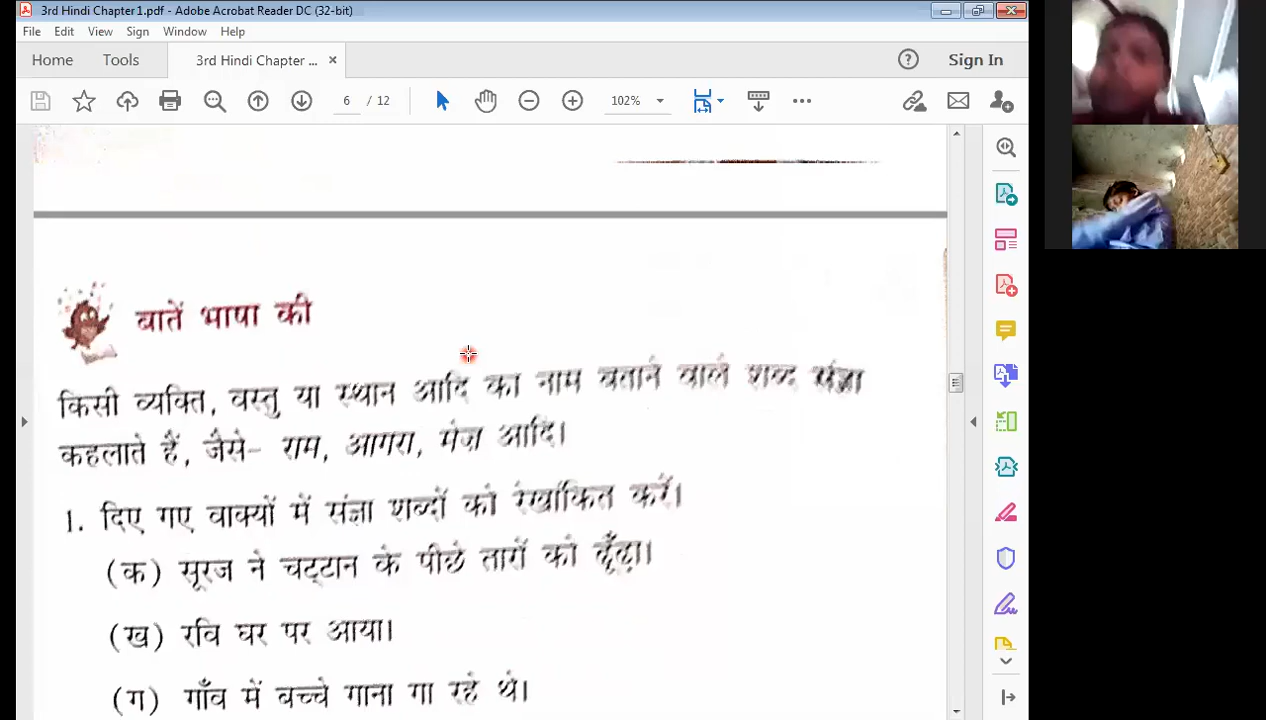 3rd Hindi Chapter1.pdf - Adobe Acrobat Reader DC (32-bit)
File Edit View Sign Window Help
Home Tools 3rd Hindi Chapter ... × Sign In
6 / 12 102%
बातें भाषा की
किसी व्यक्ति, वस्तु या स्थान आदि का नाम बताने वाले शब्द संज्ञा
कहलाते हैं, जैसे- राम, आगरा, मेज़ आदि।
1. दिए गए वाक्यों में संज्ञा शब्दों को रेखांकित करें।
(क) सूरज ने चट्टान के पीछे तारों को ढूँढ़ा।
(ख) रवि घर पर आया।
(ग) गाँव में बच्चे गाना गा रहे थे।